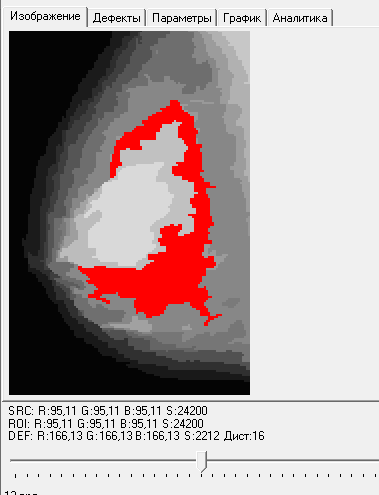 Изображение Дефекты Параметры График Аналитика
SRC: R:95,11 G:95,11 B:95,11 S:24200
ROI: R:95,11 G:95,11 B:95,11 S:24200
DEF: R:166,13 G:166,13 B:166,13 S:2212 Дист:16